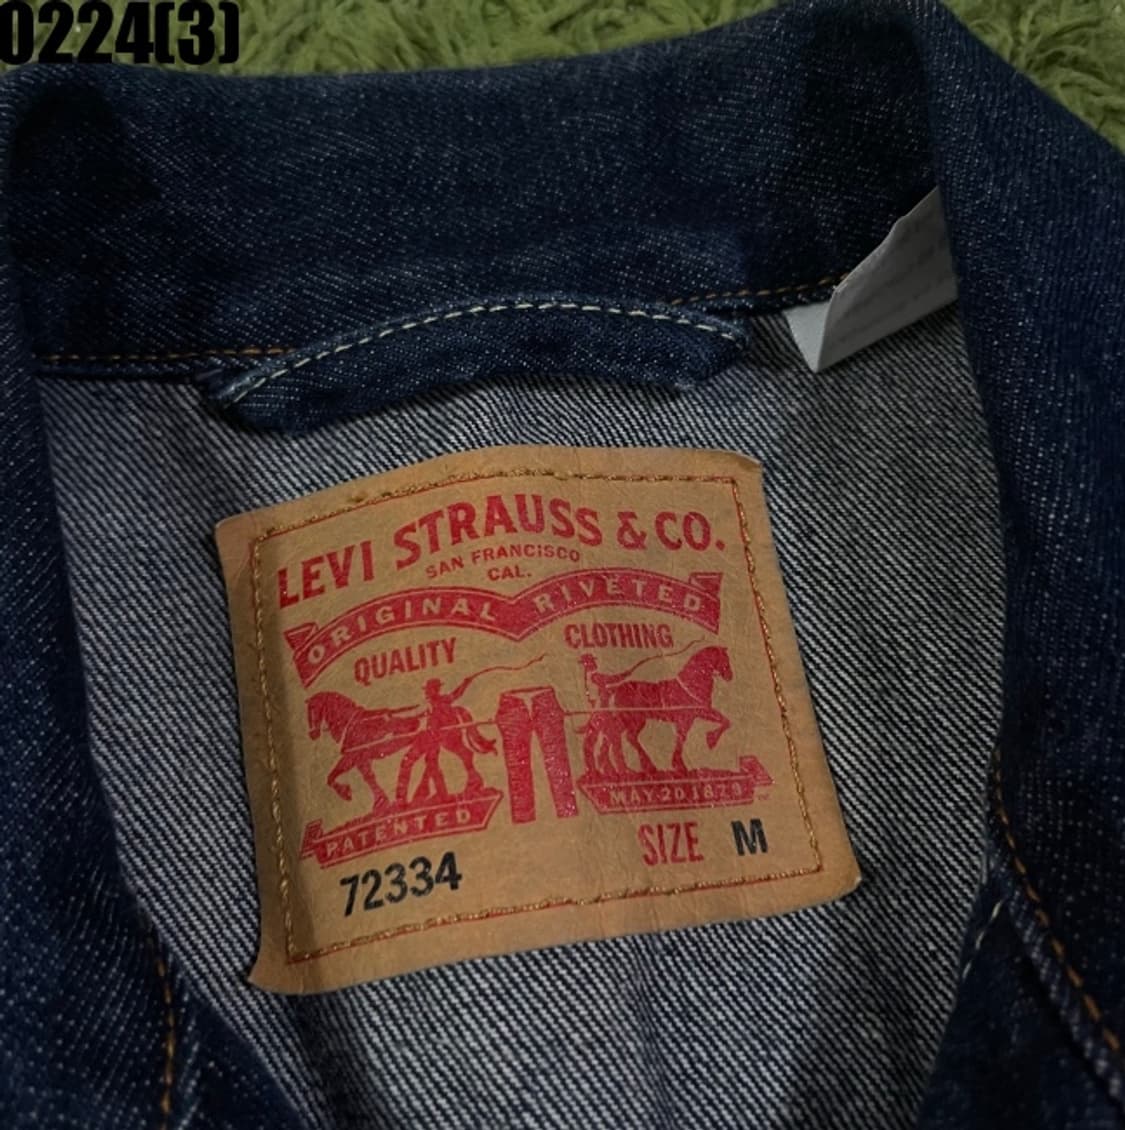 0224(3)
LEVI STRAUSS & CO.
SAN FRANCISCO
CAL.
ORIGINAL RIVETED
QUALITY CLOTHING
PATENTED MAY 20 1873
72334 SIZE M